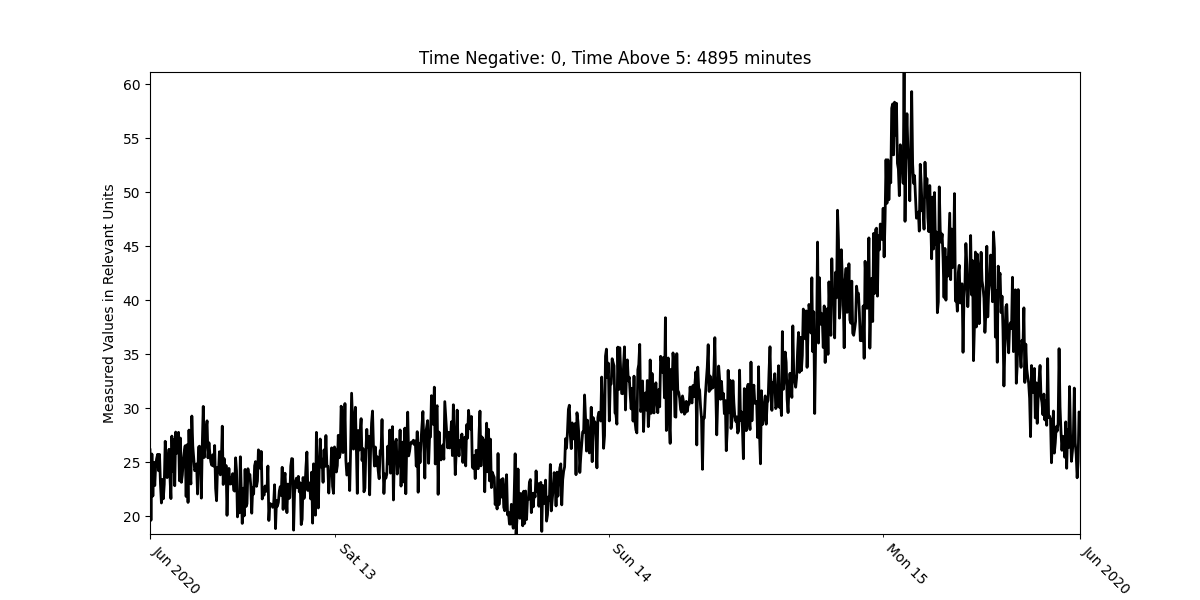 Time Negative: 0, Time Above 5: 4895 minutes
Measured Values in Relevant Units
60
55
50
45
40
35
30
25
20
Jun 2020
Sat 13
Sun 14
Mon 15
Jun 2020